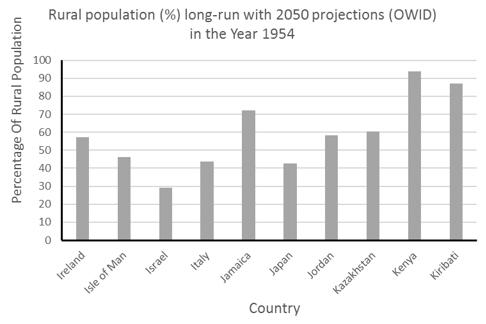 Rural population (%) long-run with 2050 projections (OWID)
in the Year 1954
Percentage Of Rural Population
100
90
80
70
60
50
40
30
20
10
0
Ireland
Isle of Man
Israel
Italy
Jamaica
Japan
Jordan
Kazakhstan
Kenya
Kiribati
Country